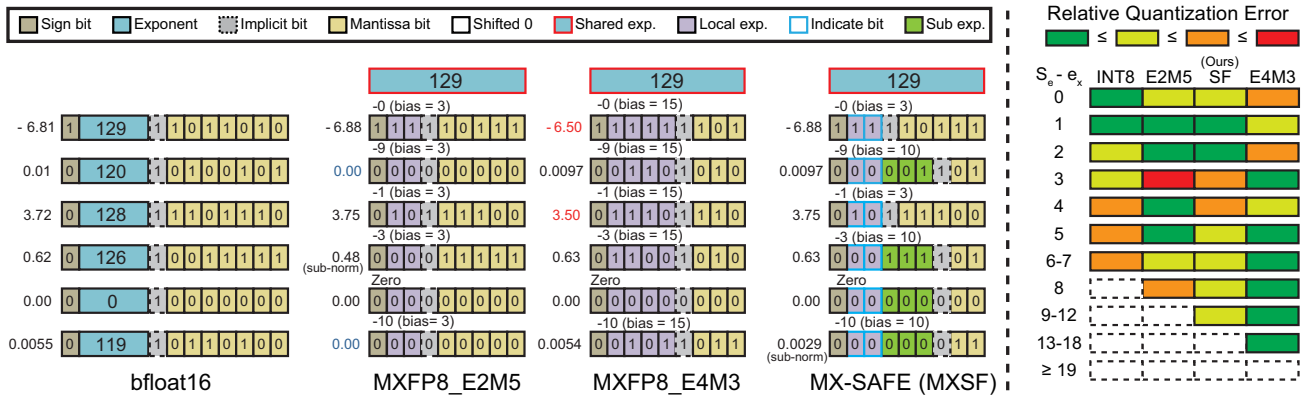 Sign bit Exponent Implicit bit Mantissa bit Shifted 0 Shared exp. Local exp. Indicate bit Sub exp.
129 129 129
-0 (bias = 3) -0 (bias = 15) -0 (bias = 3)
- 6.81 1 129 1 1 0 1 1 0 1 0 -6.88 1 1 1 1 1 0 1 1 1 - 6.50 1 1 1 1 1 1 1 0 1 -6.88 1 1 1 1 1 0 1 1 1
-9 (bias = 3) -9 (bias = 15) -9 (bias = 10)
0.01 0 120 1 0 1 0 0 1 0 1 0.00 0 0 0 0 0 0 0 0 0 0.0097 0 0 1 1 0 1 0 1 0 0.0097 0 0 0 0 0 1 1 0 1
-1 (bias = 3) -1 (bias = 15) -1 (bias = 3)
3.72 0 128 1 1 1 0 1 1 1 0 3.75 0 1 0 1 1 1 1 0 0 3.50 0 1 1 1 0 1 1 1 0 3.75 0 1 0 1 1 1 1 0 0
-3 (bias = 3) -3 (bias = 15) -3 (bias = 10)
0.62 0 126 1 0 0 1 1 1 1 0 0.48 0 0 0 0 1 1 1 1 1 0.63 0 1 1 0 0 1 0 1 0 0.63 0 0 0 1 1 1 1 0 1
(sub-norm)
Zero Zero Zero
0.00 0 0 1 0 0 0 0 0 0 0 0.00 0 0 0 0 0 0 0 0 0 0.00 0 0 0 0 0 0 0 0 0 0.00 0 0 0 0 0 0 0 0 0
-10 (bias= 3) -10 (bias = 15) -10 (bias = 10)
0.0055 0 119 1 0 1 1 0 1 0 0 0.00 0 0 0 0 0 0 0 0 0 0.0054 0 0 1 0 1 1 0 1 1 0.0029 0 0 0 0 0 0 0 1 1
(sub-norm)
bfloat16 MXFP8_E2M5 MXFP8_E4M3 MX-SAFE (MXSF)
Relative Quantization Error
≤ ≤ ≤
(Ours)
Sₑ - eₓ INT8 E2M5 SF E4M3
0
1
2
3
4
5
6-7
8
9-12
13-18
≥ 19